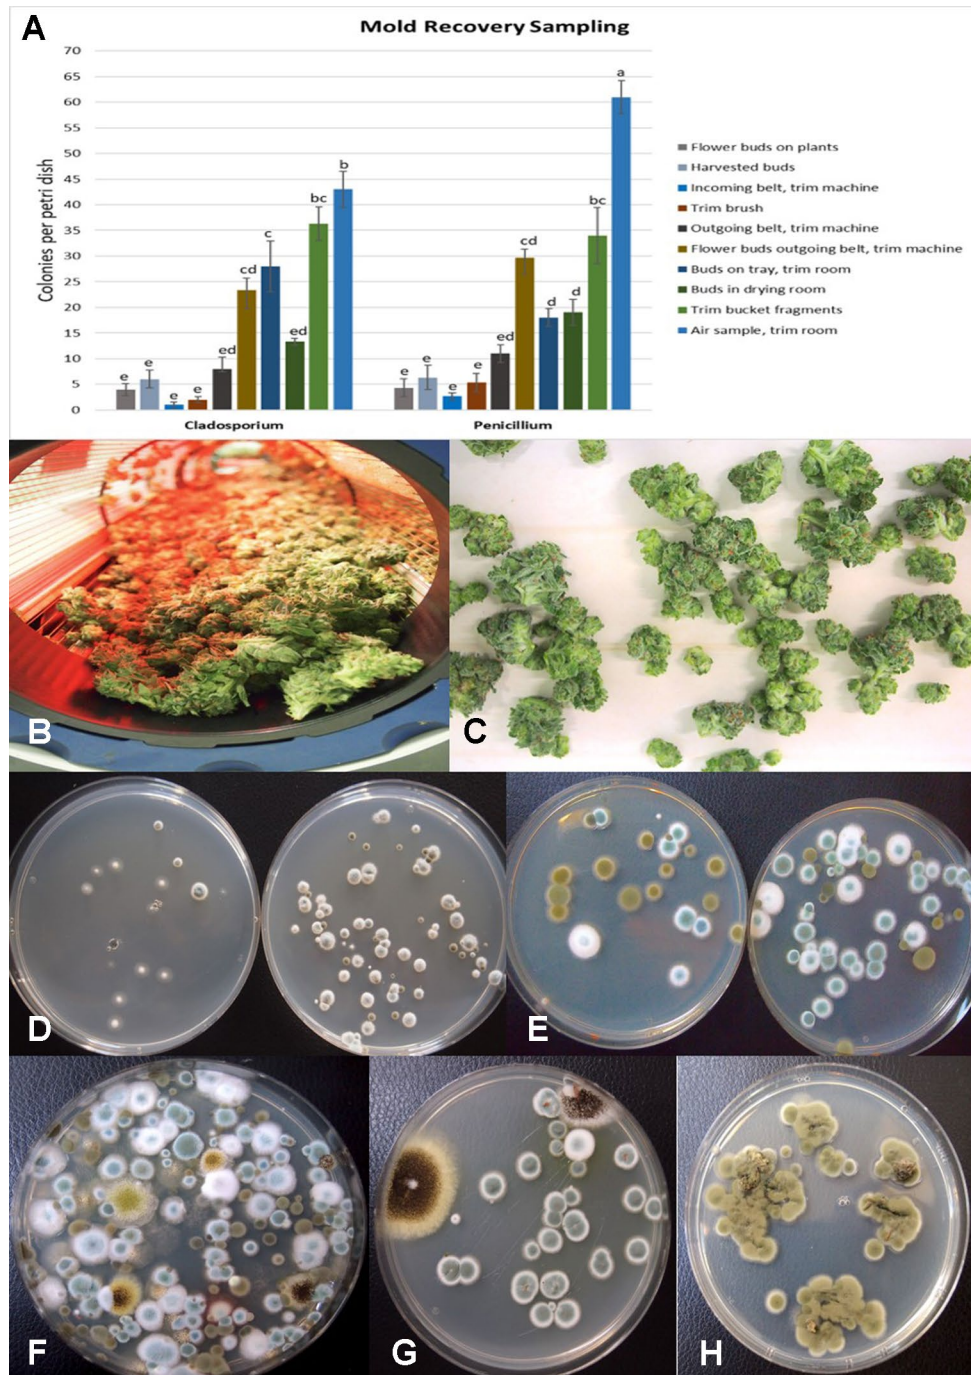 A
Mold Recovery Sampling
Colonies per petri dish
70
65
60
55
50
45
40
35
30
25
20
15
10
5
0
e
e
e
e
ed
cd
c
ed
bc
b
e
e
e
e
ed
cd
d
d
bc
a
Cladosporium
Penicillium
Flower buds on plants
Harvested buds
Incoming belt, trim machine
Trim brush
Outgoing belt, trim machine
Flower buds outgoing belt, trim machine
Buds on tray, trim room
Buds in drying room
Trim bucket fragments
Air sample, trim room
B
C
D
E
F
G
H